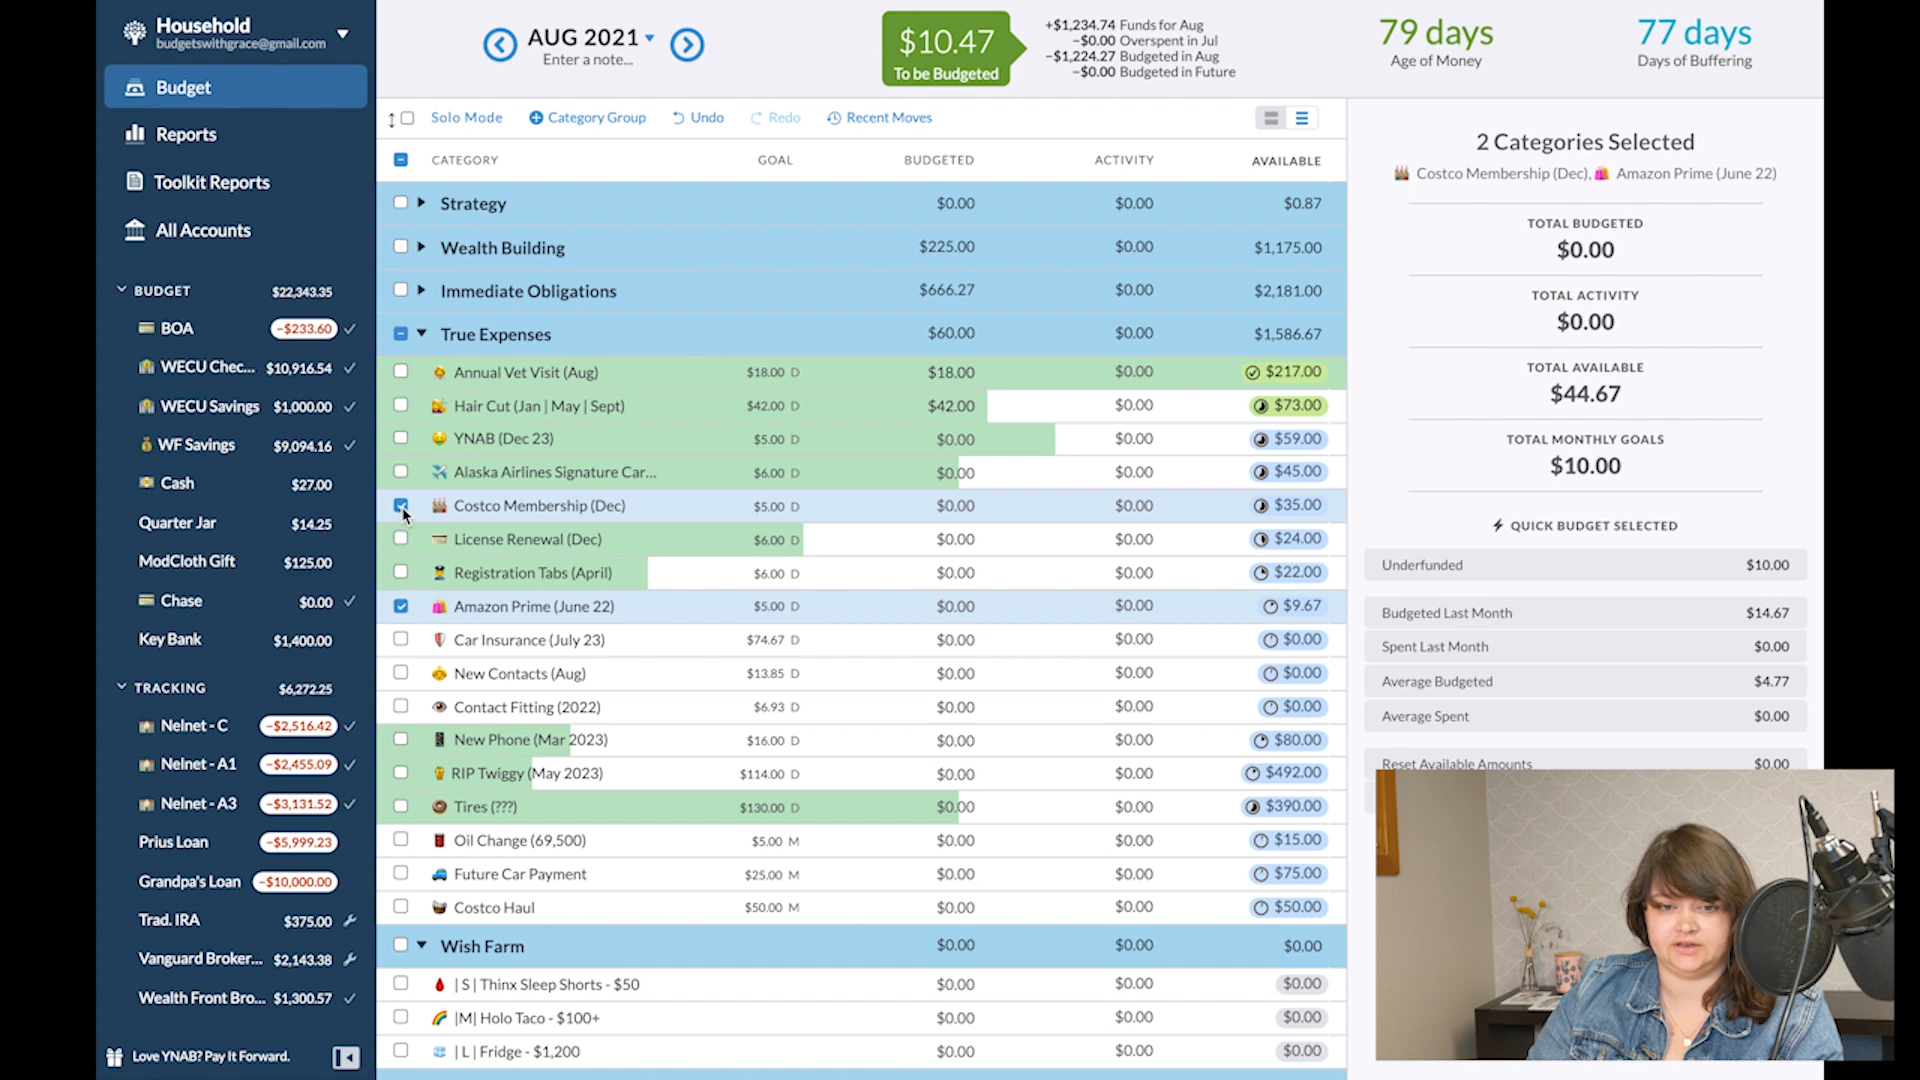 Household
budgetswithgrace@gmail.com
Budget
Reports
Toolkit Reports
All Accounts
BUDGET $22,343.35
BOA -$233.60
WECU Chec... $10,916.54
WECU Savings $1,000.00
WF Savings $9,094.16
Cash $27.00
Quarter Jar $14.25
ModCloth Gift $125.00
Chase $0.00
Key Bank $1,400.00
TRACKING $6,272.25
Nelnet - C -$2,516.42
Nelnet - A1 -$2,455.09
Nelnet - A3 -$3,131.52
Prius Loan -$5,999.23
Grandpa's Loan -$10,000.00
Trad. IRA $375.00
Vanguard Broker... $2,143.38
Wealth Front Bro... $1,300.57
Love YNAB? Pay It Forward.
AUG 2021
Enter a note...
$10.47
To be Budgeted
+$1,234.74 Funds for Aug
-$0.00 Overspent in Jul
-$1,224.27 Budgeted in Aug
-$0.00 Budgeted in Future
79 days
Age of Money
77 days
Days of Buffering
Solo Mode Category Group Undo Redo Recent Moves
CATEGORY GOAL BUDGETED ACTIVITY AVAILABLE
Strategy $0.00 $0.00 $0.87
Wealth Building $225.00 $0.00 $1,175.00
Immediate Obligations $666.27 $0.00 $2,181.00
True Expenses $60.00 $0.00 $1,586.67
Annual Vet Visit (Aug) $18.00 D $18.00 $0.00 $217.00
Hair Cut (Jan | May | Sept) $42.00 D $42.00 $0.00 $73.00
YNAB (Dec 23) $5.00 D $0.00 $0.00 $59.00
Alaska Airlines Signature Car... $6.00 D $0.00 $0.00 $45.00
Costco Membership (Dec) $5.00 D $0.00 $0.00 $35.00
License Renewal (Dec) $6.00 D $0.00 $0.00 $24.00
Registration Tabs (April) $6.00 D $0.00 $0.00 $22.00
Amazon Prime (June 22) $5.00 D $0.00 $0.00 $9.67
Car Insurance (July 23) $74.67 D $0.00 $0.00 $0.00
New Contacts (Aug) $13.85 D $0.00 $0.00 $0.00
Contact Fitting (2022) $6.93 D $0.00 $0.00 $0.00
New Phone (Mar 2023) $16.00 D $0.00 $0.00 $80.00
RIP Twiggy (May 2023) $114.00 D $0.00 $0.00 $492.00
Tires (???) $130.00 D $0.00 $0.00 $390.00
Oil Change (69,500) $5.00 M $0.00 $0.00 $15.00
Future Car Payment $25.00 M $0.00 $0.00 $75.00
Costco Haul $50.00 M $0.00 $0.00 $50.00
Wish Farm $0.00 $0.00 $0.00
| S | Thinx Sleep Shorts - $50 $0.00 $0.00 $0.00
|M| Holo Taco - $100+ $0.00 $0.00 $0.00
| L | Fridge - $1,200 $0.00 $0.00 $0.00
2 Categories Selected
Costco Membership (Dec), Amazon Prime (June 22)
TOTAL BUDGETED
$0.00
TOTAL ACTIVITY
$0.00
TOTAL AVAILABLE
$44.67
TOTAL MONTHLY GOALS
$10.00
QUICK BUDGET SELECTED
Underfunded $10.00
Budgeted Last Month $14.67
Spent Last Month $0.00
Average Budgeted $4.77
Average Spent $0.00
Reset Available Amounts $0.00